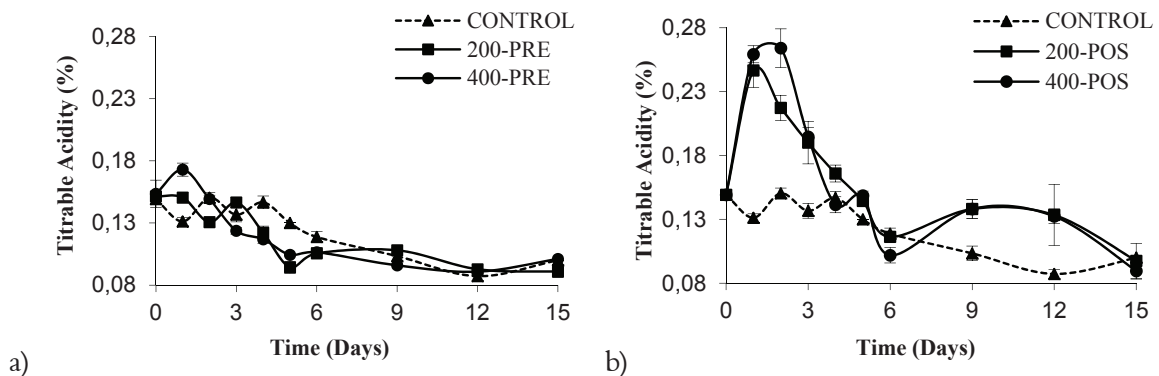 CONTROL
200-PRE
400-PRE
0,28
0,23
0,18
0,13
0,08
Titrable Acidity (%)
0 3 6 9 12 15
Time (Days)
a)
CONTROL
200-POS
400-POS
0,28
0,23
0,18
0,13
0,08
Titrable Acidity (%)
0 3 6 9 12 15
Time (Days)
b)